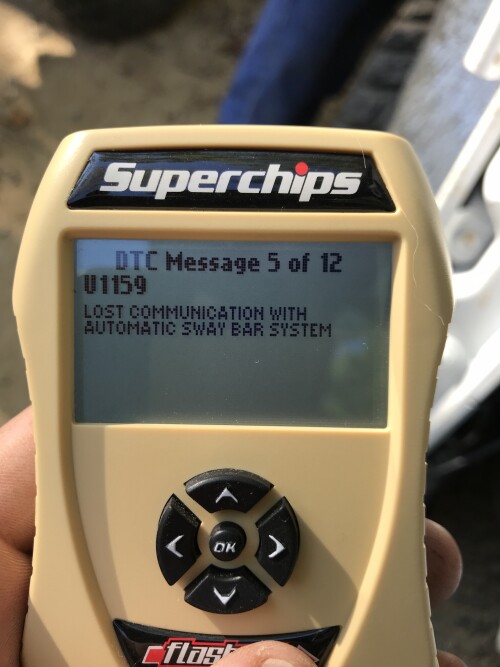 Superchips
DTC Message 5 of 12
U1159
LOST COMMUNICATION WITH
AUTOMATIC SWAY BAR SYSTEM
OK